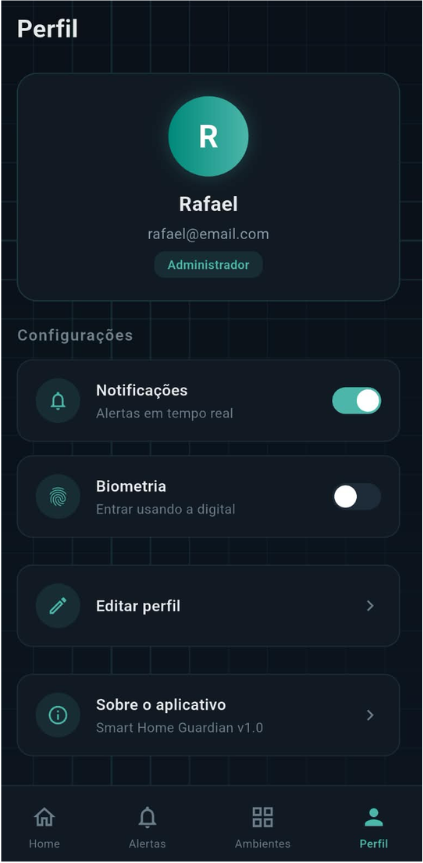 Perfil
R
Rafael
rafael@email.com
Administrador
Configurações
Notificações
Alertas em tempo real
Biometria
Entrar usando a digital
Editar perfil
Sobre o aplicativo
Smart Home Guardian v1.0
Home
Alertas
Ambientes
Perfil